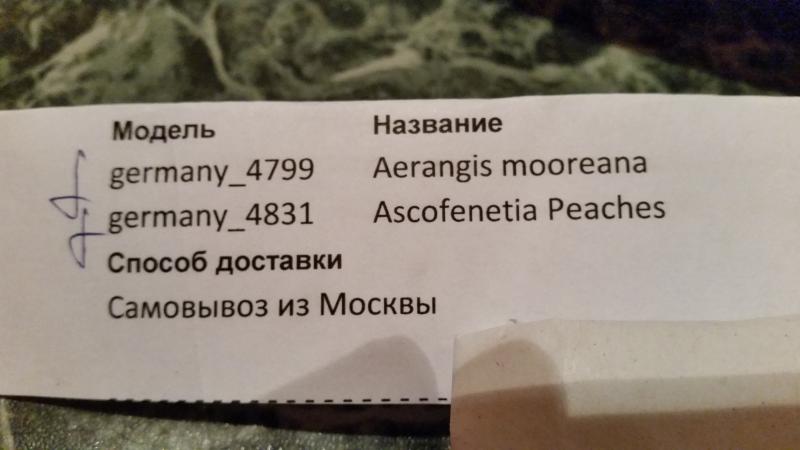 Модель Название
germany_4799 Aerangis mooreana
germany_4831 Ascofenetia Peaches
Способ доставки
Самовывоз из Москвы